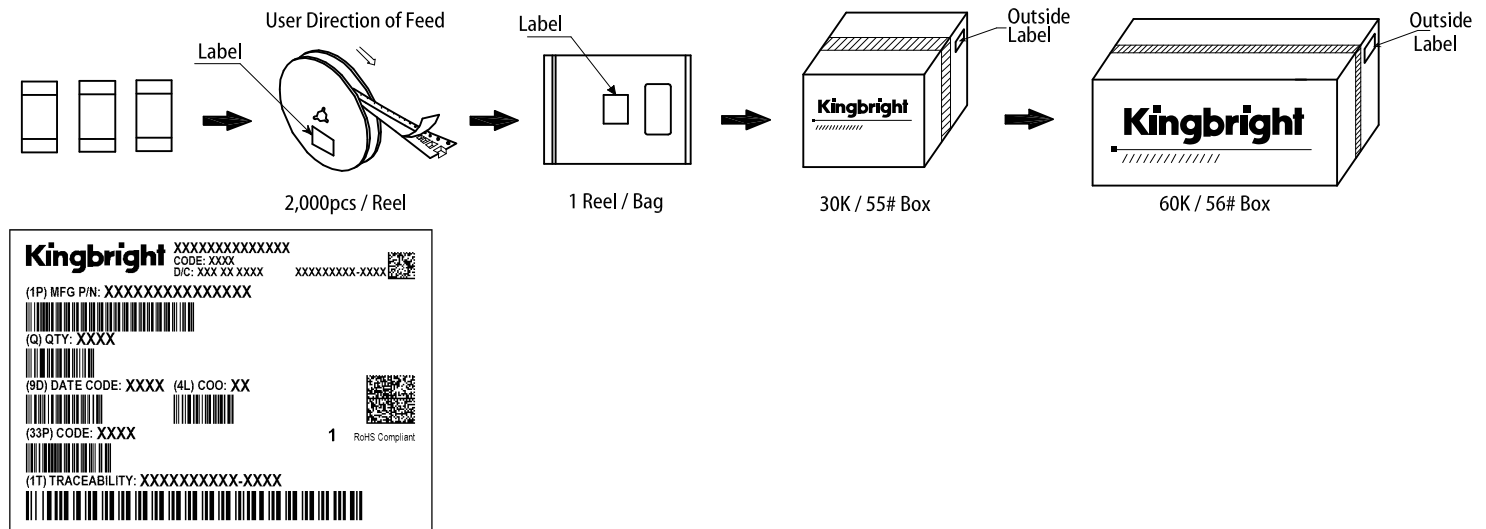 User Direction of Feed
Label
Label
Outside
Label
Outside
Label
Kingbright
Kingbright
2,000pcs / Reel
1 Reel / Bag
30K / 55# Box
60K / 56# Box
Kingbright
XXXXXXXXXXXXXX
CODE: XXXX
D/C: XXX XX XXXX XXXXXXXXX-XXXX
(1P) MFG P/N: XXXXXXXXXXXXXXX
(Q) QTY: XXXX
(9D) DATE CODE: XXXX (4L) COO: XX
(33P) CODE: XXXX
1 RoHS Compliant
(1T) TRACEABILITY: XXXXXXXXXX-XXXX